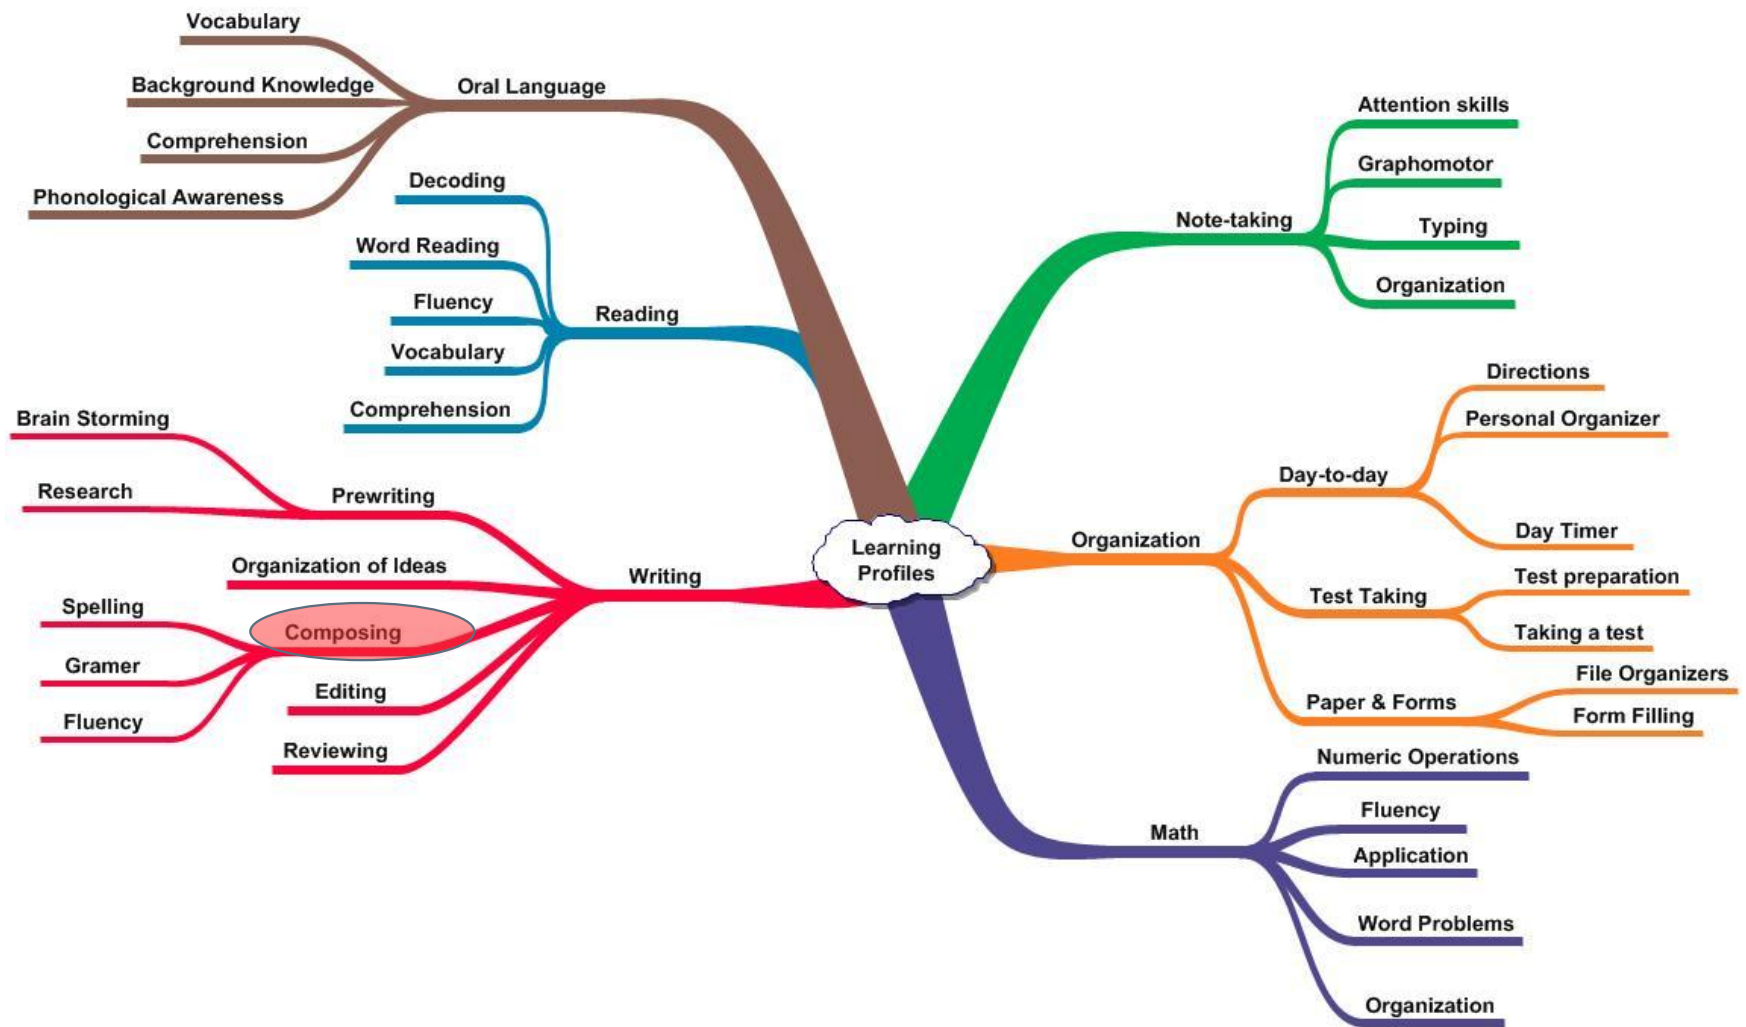 Learning
Profiles
Oral Language
Vocabulary
Background Knowledge
Comprehension
Phonological Awareness
Reading
Decoding
Word Reading
Fluency
Vocabulary
Comprehension
Writing
Prewriting
Brain Storming
Research
Organization of Ideas
Composing
Spelling
Gramer
Fluency
Editing
Reviewing
Note-taking
Attention skills
Graphomotor
Typing
Organization
Organization
Day-to-day
Directions
Personal Organizer
Day Timer
Test Taking
Test preparation
Taking a test
Paper & Forms
File Organizers
Form Filling
Math
Numeric Operations
Fluency
Application
Word Problems
Organization